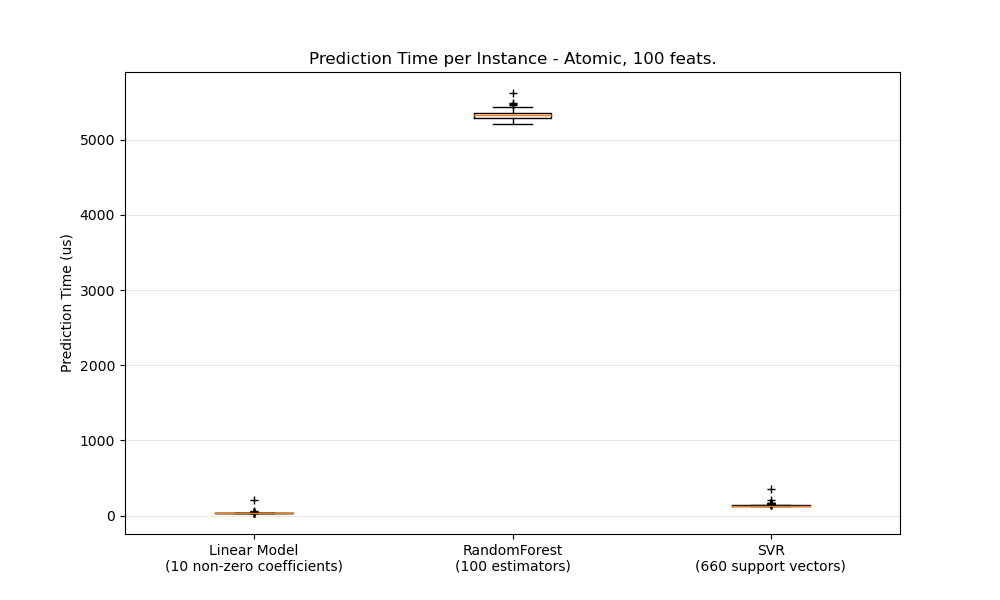 Prediction Time per Instance - Atomic, 100 feats.
Prediction Time (us)
5000
4000
3000
2000
1000
0
Linear Model
(10 non-zero coefficients)
RandomForest
(100 estimators)
SVR
(660 support vectors)